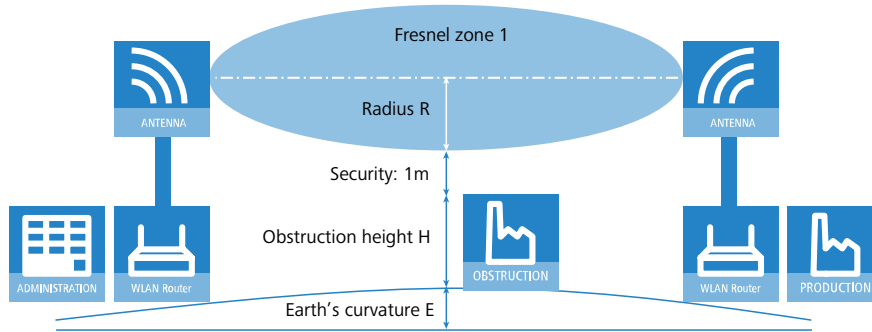 Fresnel zone 1
Radius R
ANTENNA
ANTENNA
Security: 1m
Obstruction height H
OBSTRUCTION
ADMINISTRATION
WLAN Router
WLAN Router
PRODUCTION
Earth's curvature E